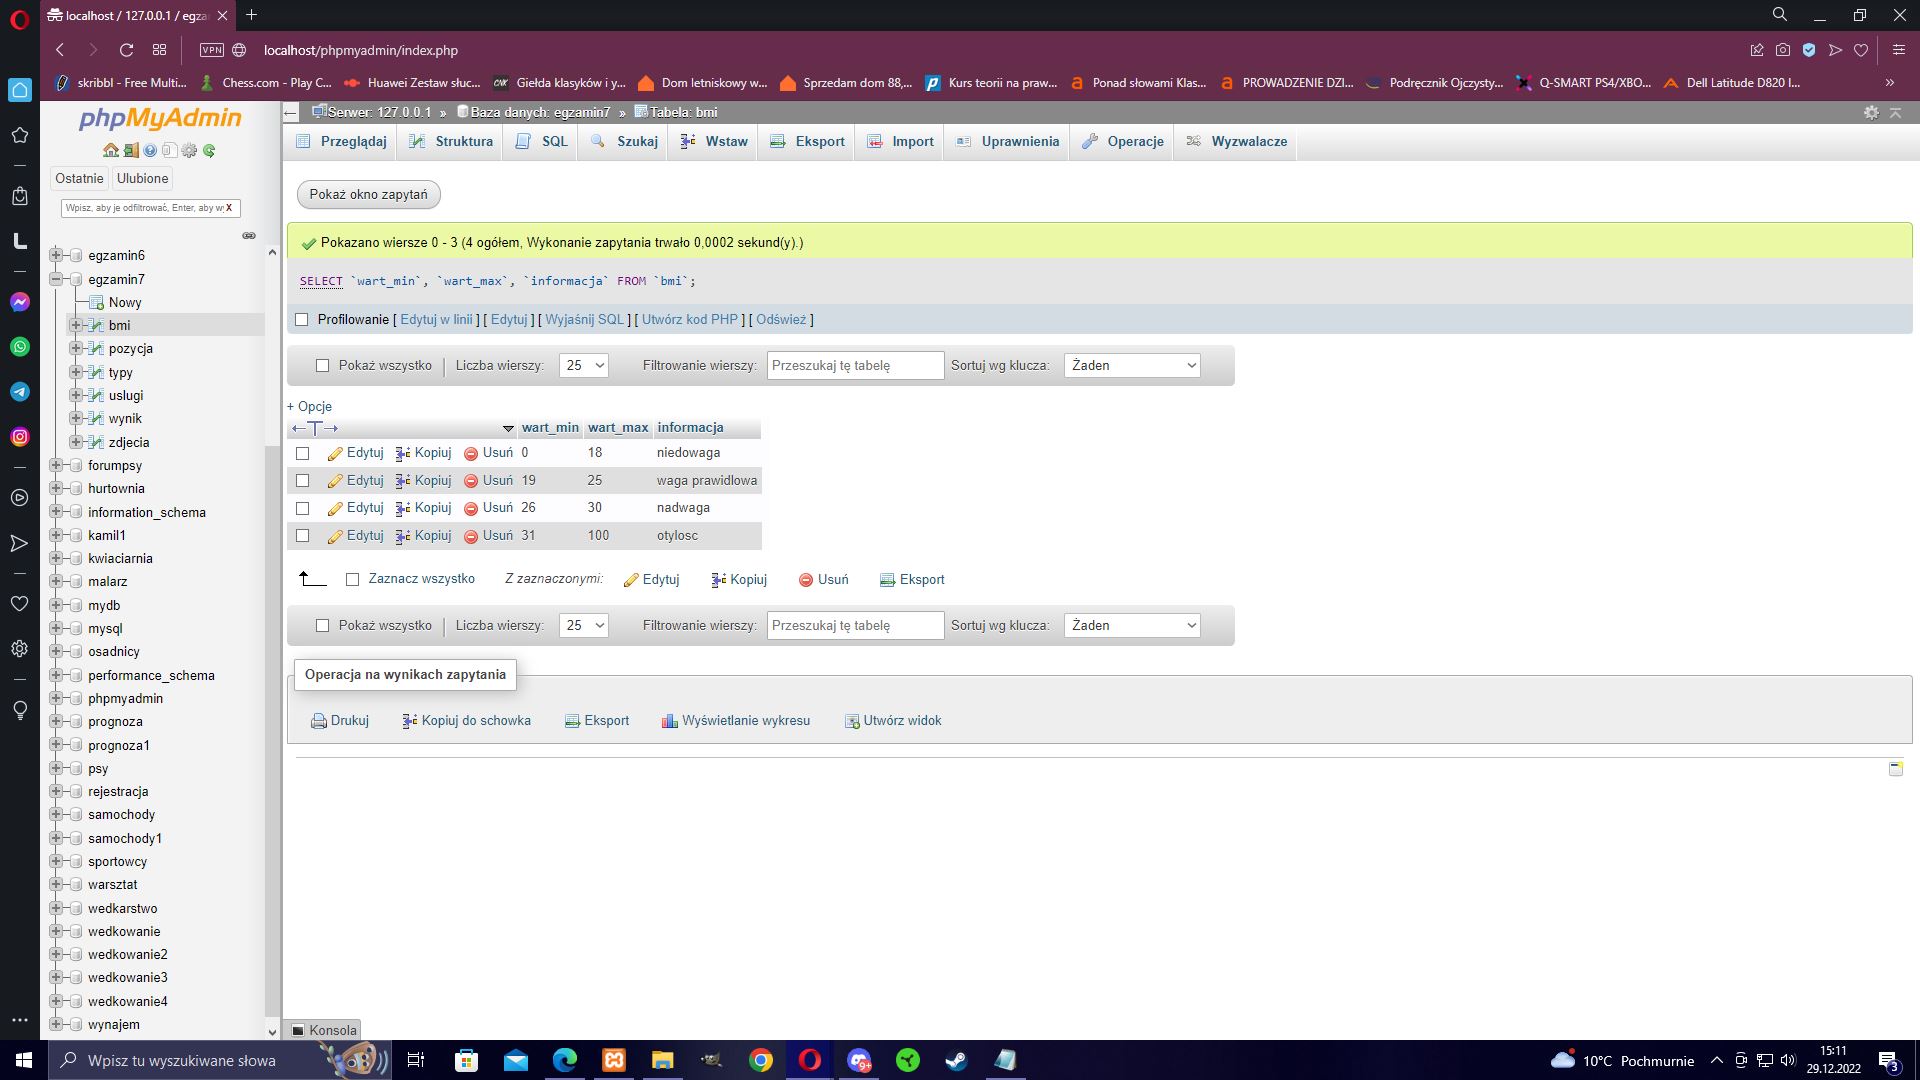 localhost / 127.0.0.1 / egza
VPN localhost/phpmyadmin/index.php
skribbl - Free Multi... Chess.com - Play C... Huawei Zestaw słuc... Giełda klasyków i y... Dom letniskowy w... Sprzedam dom 88,... Kurs teorii na praw... Ponad słowami Klas... PROWADZENIE DZI... Podręcznik Ojczysty... Q-SMART PS4/XBO... Dell Latitude D820 I... »
phpMyAdmin
Ostatnie Ulubione
Wpisz, aby je odfiltrować, Enter, aby wy X
egzamin6
egzamin7
Nowy
bmi
pozycja
typy
uslugi
wynik
zdjecia
forumpsy
hurtownia
information_schema
kamil1
kwiaciarnia
malarz
mydb
mysql
osadnicy
performance_schema
phpmyadmin
prognoza
prognoza1
psy
rejestracja
samochody
samochody1
sportowcy
warsztat
wedkarstwo
wedkowanie
wedkowanie2
wedkowanie3
wedkowanie4
wynajem
Serwer: 127.0.0.1 » Baza danych: egzamin7 » Tabela: bmi
Przeglądaj Struktura SQL Szukaj Wstaw Eksport Import Uprawnienia Operacje Wyzwalacze
Pokaż okno zapytań
Pokazano wiersze 0 - 3 (4 ogółem, Wykonanie zapytania trwało 0,0002 sekund(y).)
SELECT `wart_min`, `wart_max`, `informacja` FROM `bmi`;
Profilowanie [ Edytuj w linii ] [ Edytuj ] [ Wyjaśnij SQL ] [ Utwórz kod PHP ] [ Odśwież ]
Pokaż wszystko | Liczba wierszy: 25 Filtrowanie wierszy: Przeszukaj tę tabelę Sortuj wg klucza: Żaden
+ Opcje
←T→ wart_min wart_max informacja
Edytuj Kopiuj Usuń 0 18 niedowaga
Edytuj Kopiuj Usuń 19 25 waga prawidlowa
Edytuj Kopiuj Usuń 26 30 nadwaga
Edytuj Kopiuj Usuń 31 100 otylosc
Zaznacz wszystko Z zaznaczonymi: Edytuj Kopiuj Usuń Eksport
Pokaż wszystko | Liczba wierszy: 25 Filtrowanie wierszy: Przeszukaj tę tabelę Sortuj wg klucza: Żaden
Operacja na wynikach zapytania
Drukuj Kopiuj do schowka Eksport Wyświetlanie wykresu Utwórz widok
Konsola
Wpisz tu wyszukiwane słowa
9+
10°C Pochmurnie
15:11
29.12.2022
3